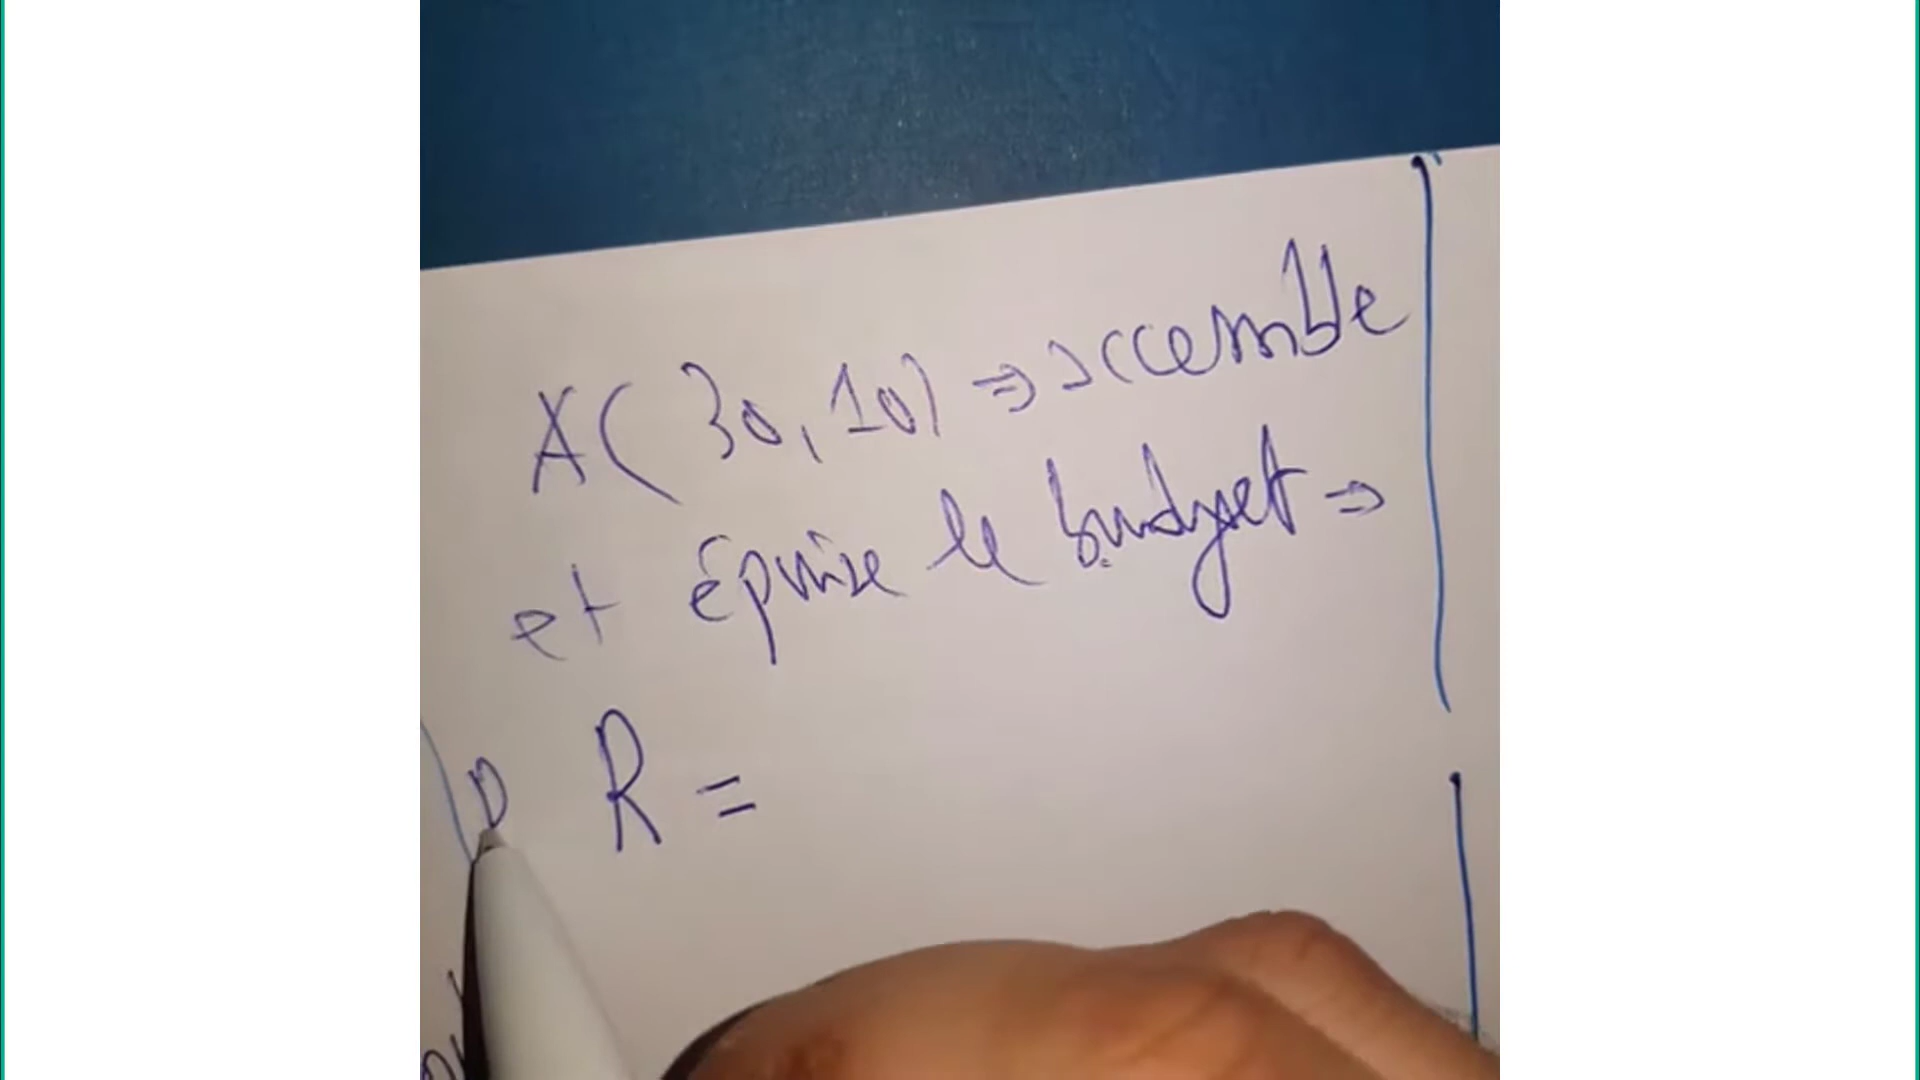 A(30,10) ⇒ accessible
et épuise le budget ⇒
D R =